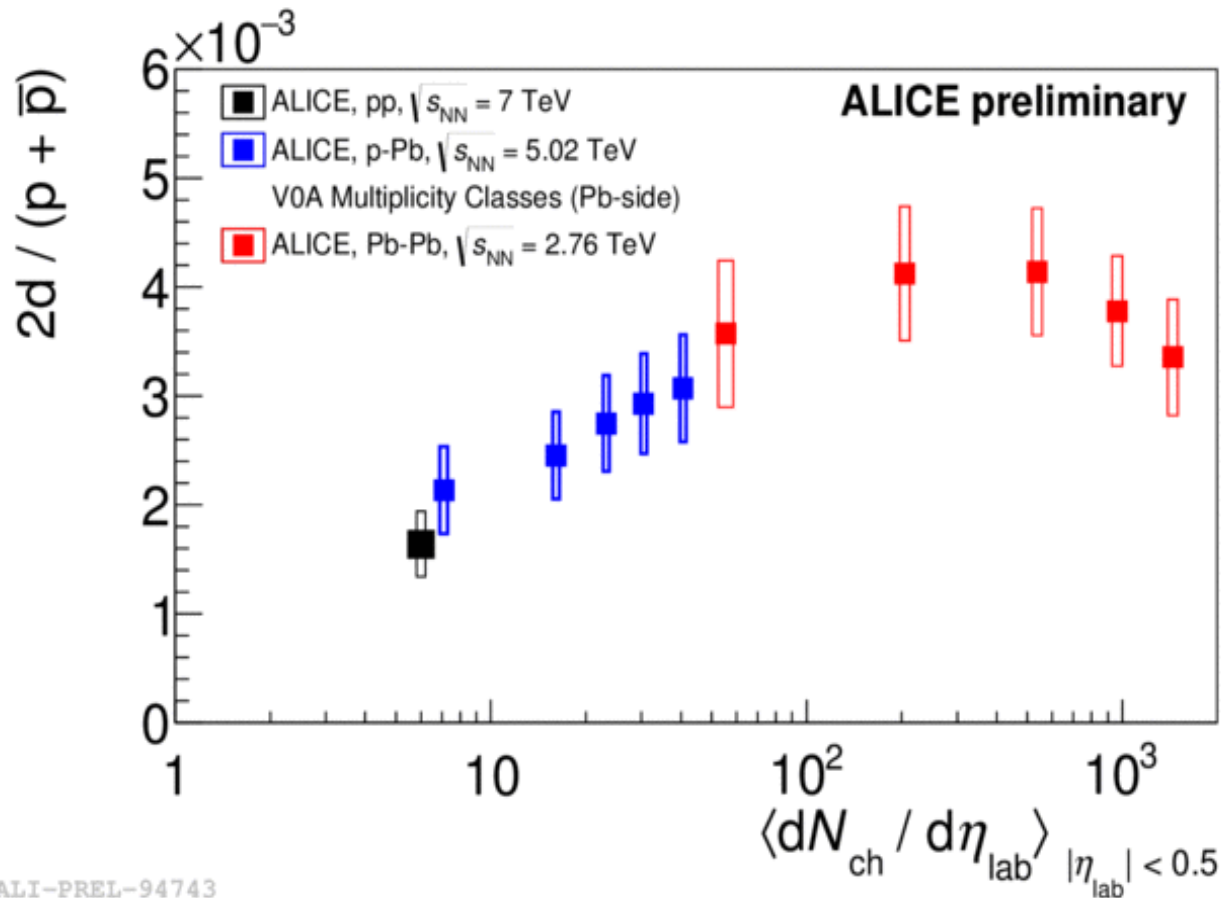 6×10⁻³
ALICE, pp, √s_NN = 7 TeV
ALICE preliminary
ALICE, p-Pb, √s_NN = 5.02 TeV
V0A Multiplicity Classes (Pb-side)
ALICE, Pb-Pb, √s_NN = 2.76 TeV
2d / (p + p̅)
5
4
3
2
1
0
1 10 10² 10³
⟨dN_ch / dη_lab⟩ |η_lab| < 0.5
ALI-PREL-94743